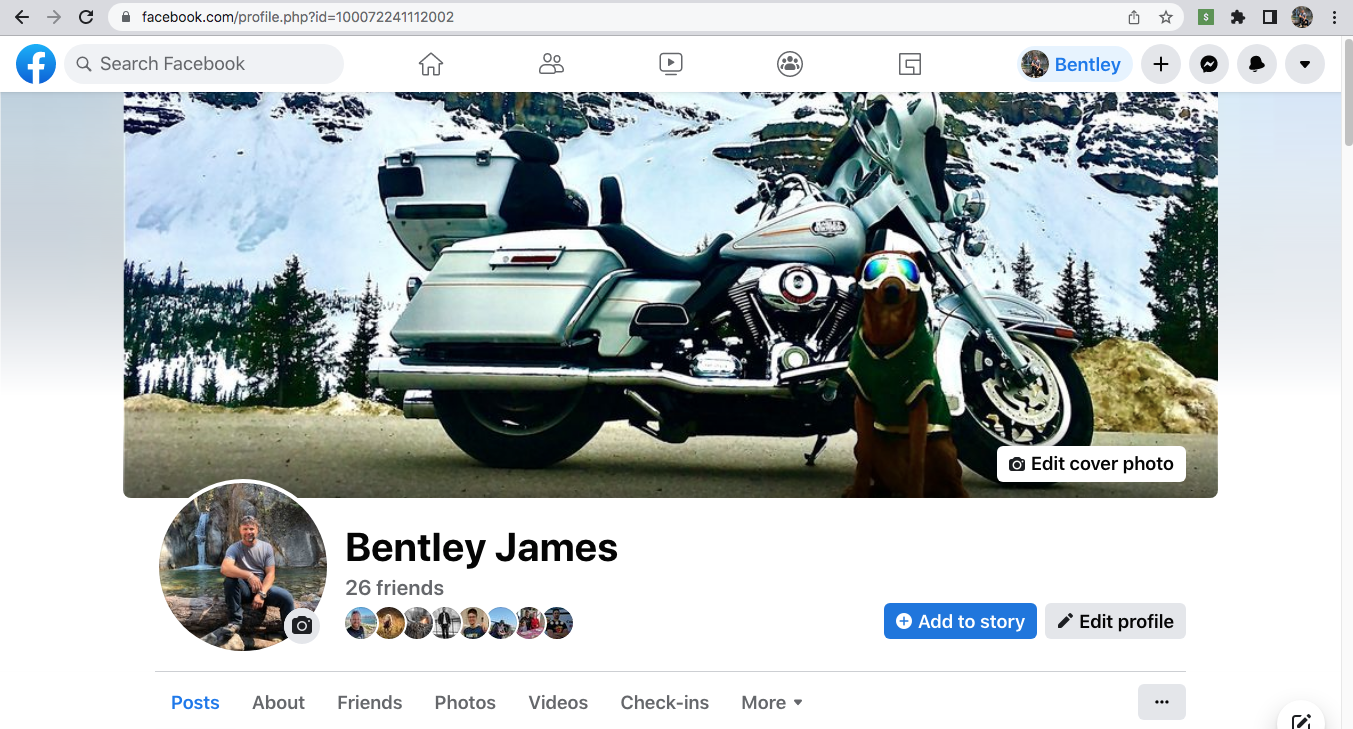 facebook.com/profile.php?id=100072241112002
Search Facebook
Bentley
Edit cover photo
Bentley James
26 friends
Add to story
Edit profile
Posts About Friends Photos Videos Check-ins More